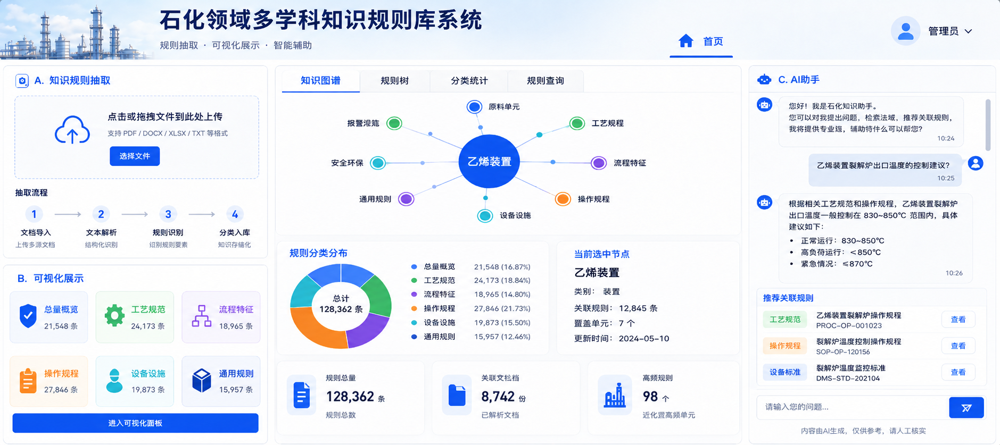 石化领域多学科知识规则库系统
规则抽取 · 可视化展示 · 智能辅助
首页
管理员
A. 知识规则抽取
点击或拖拽文件到此处上传
支持 PDF / DOCX / XLSX / TXT 等格式
选择文件
抽取流程
1
2
3
4
文档导入
文本解析
规则识别
分类入库
上传多源文档
结构化识别
识别规则要素
知识存储化
B. 可视化展示
总量概览
21,548 条
工艺规范
24,173 条
流程特征
18,965 条
操作规程
27,846 条
设备设施
19,873 条
通用规则
15,957 条
进入可视化面板
知识图谱
规则树
分类统计
规则查询
原料单元
报警
工艺规程
安全环保
乙烯装置
流程特征
通用规则
操作规程
设备设施
规则分类分布
总计
128,362 条
总量概览 21,548 (16.87%)
工艺规范 24,173 (18.84%)
流程特征 18,965 (14.80%)
操作规程 27,846 (21.73%)
设备设施 19,873 (15.50%)
通用规则 15,957 (12.46%)
当前选中节点
乙烯装置
类别： 装置
关联规则： 12,845 条
盖单元： 7 个
更新时间： 2024-05-10
规则总量
128,362 条
规则总数
关联文档
8,742 份
已解析文档
高频规则
98 个
近化置高频单元
C. AI助手
您好！我是石化知识助手。
您可以对我提出问题，检索法域，推荐关联规则，
我将提供专业，辅助特什么可以帮您?
10:24
乙烯装置裂解炉出口温度的控制建议?
10:25
根据相关工艺规范和操作规程，乙烯装置裂解炉
出口温度一般控制在 830~850℃ 范围内，具体
建议如下：
• 正常运行：830~850℃
• 高负荷运行：<850℃
• 紧急情况：≤870℃
10:26
推荐关联规则
工艺规范
乙烯装置裂解炉操作规程
PROC-OP-001023
查看
操作规程
裂解炉温度控制操作规程
SOP-OP-120156
查看
设备标准
裂解炉温度监控标准
DMS-STD-202104
查看
请输入您的问题...
内容由AI生成，仅供参考，请人工核实